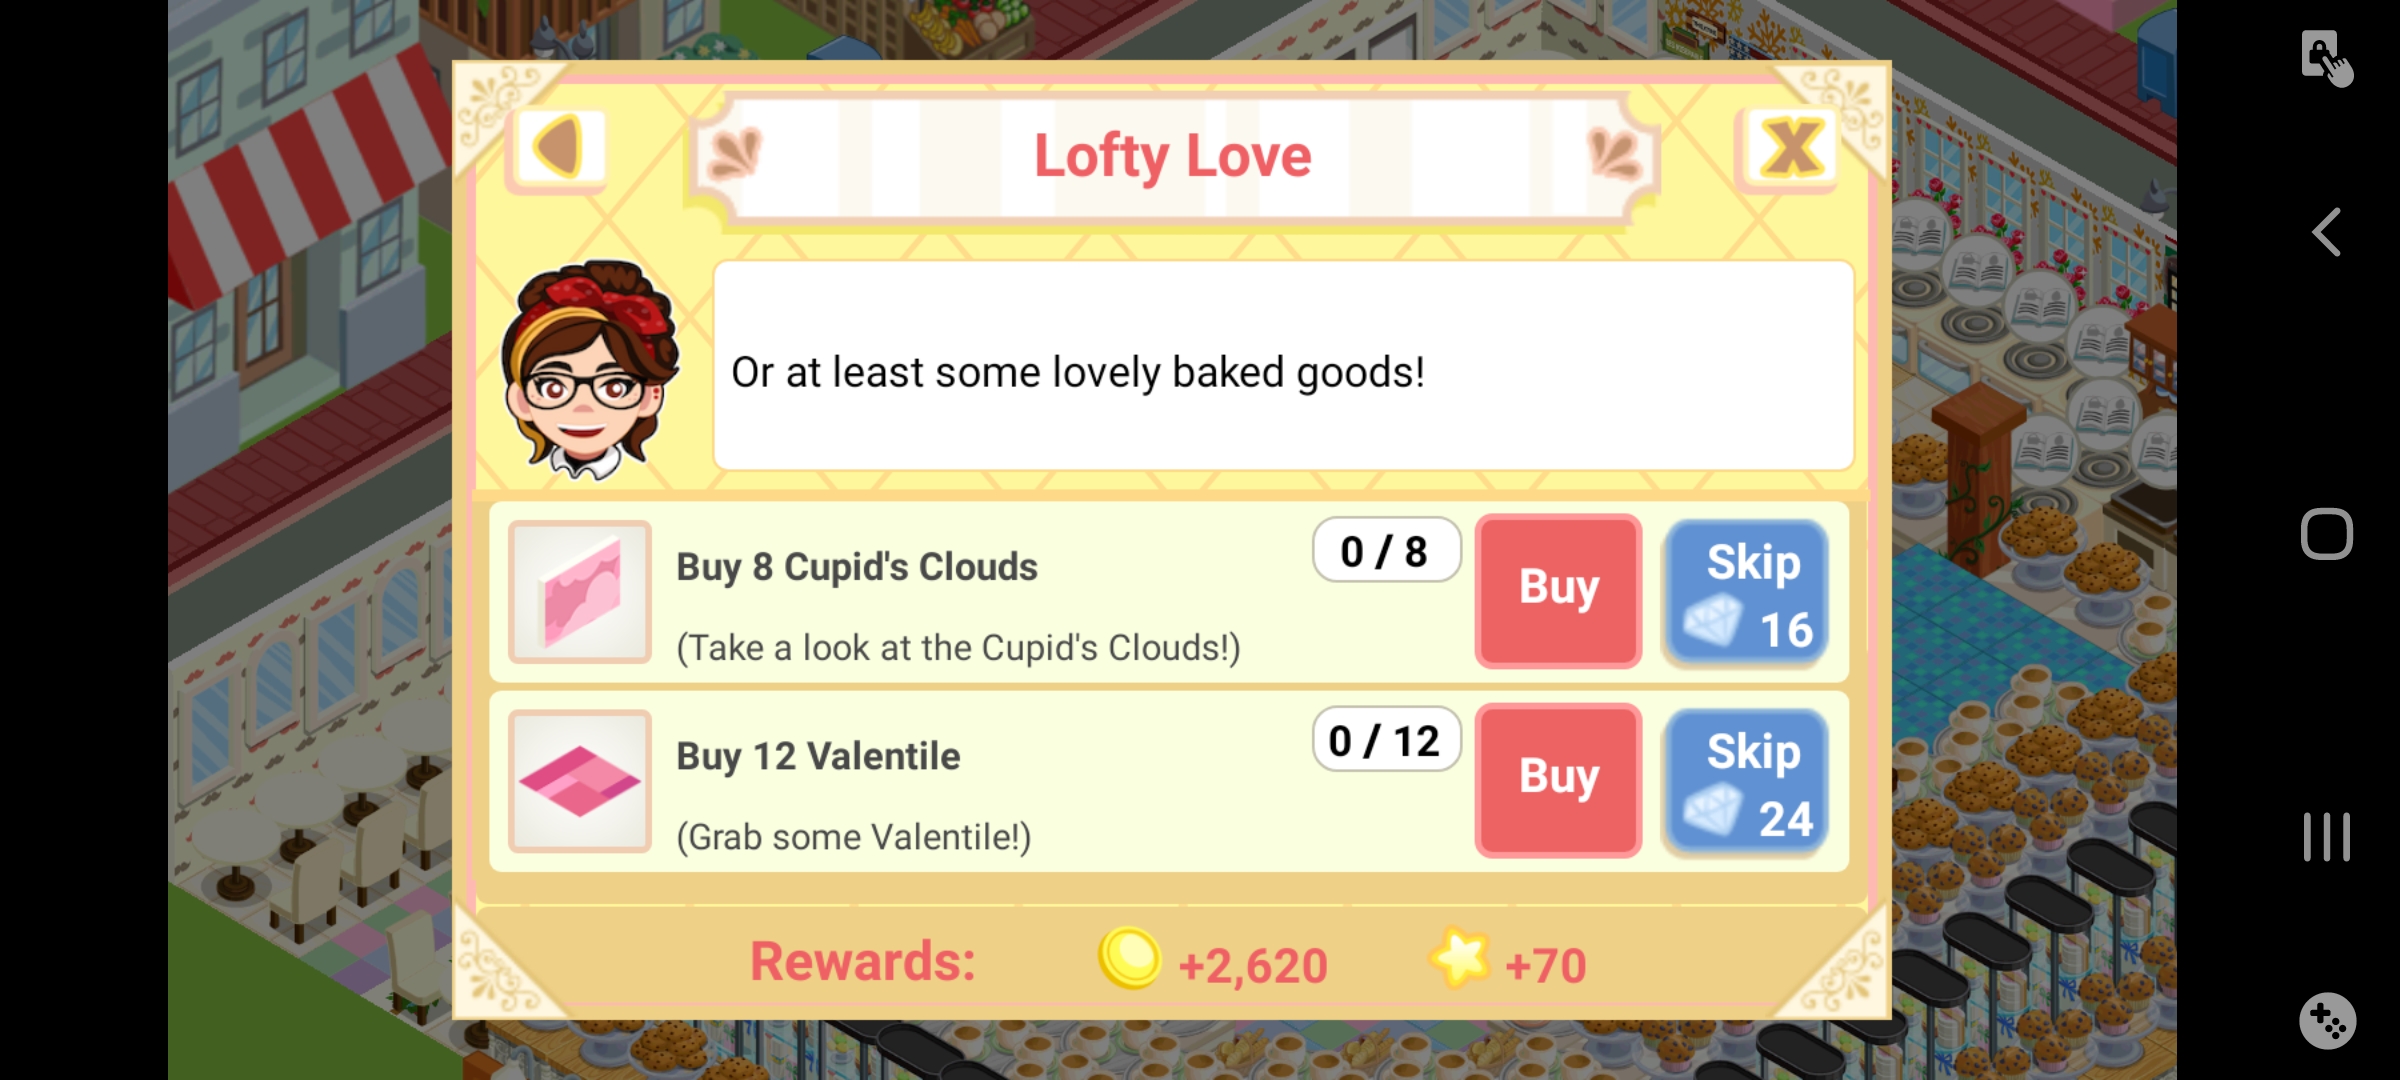 Lofty Love
Or at least some lovely baked goods!
Buy 8 Cupid's Clouds
0 / 8
Buy
Skip
16
(Take a look at the Cupid's Clouds!)
Buy 12 Valentile
0 / 12
Buy
Skip
24
(Grab some Valentile!)
Rewards: +2,620 +70